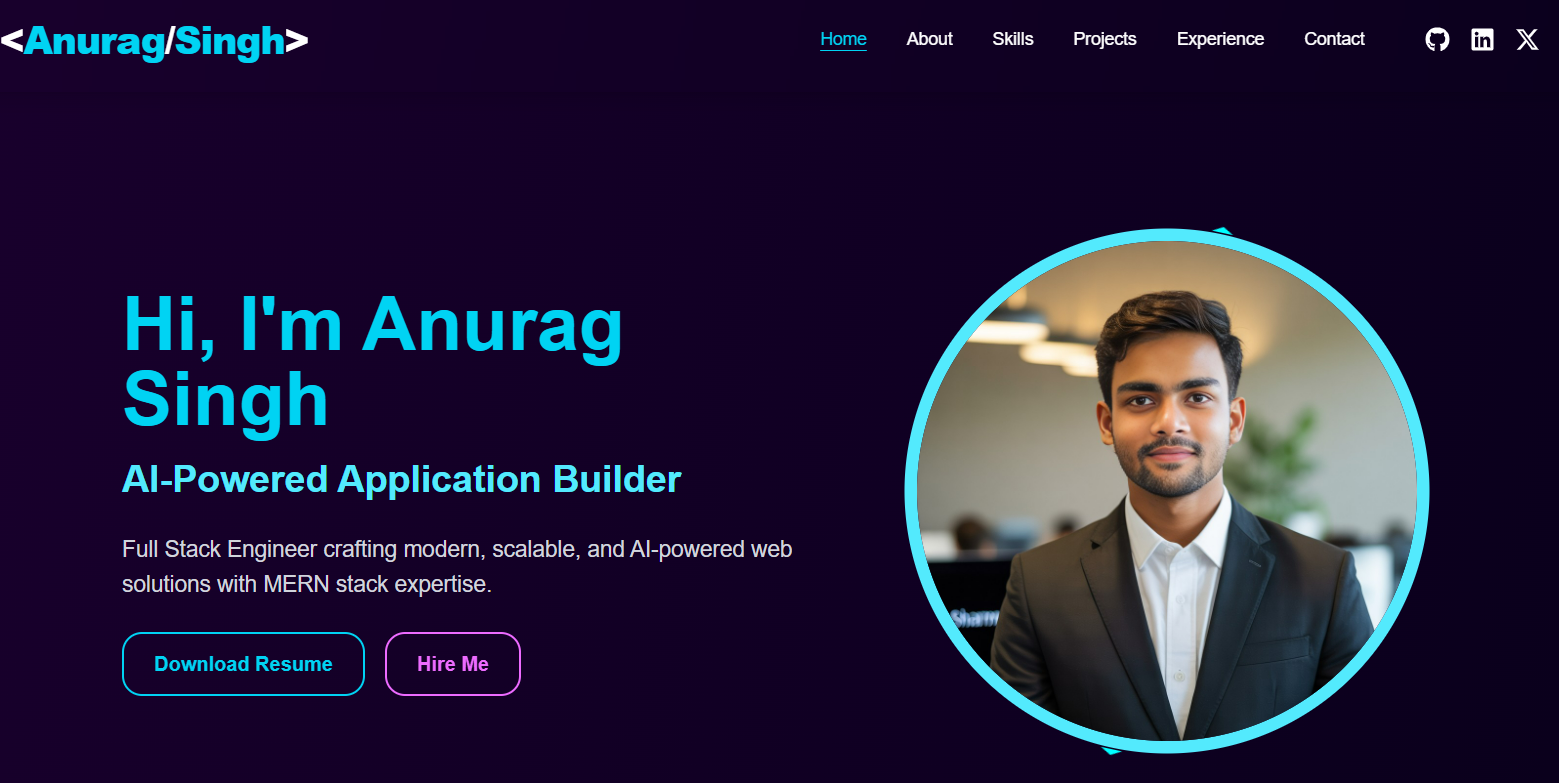 <Anurag/Singh>
Home About Skills Projects Experience Contact
Hi, I'm Anurag
Singh
AI-Powered Application Builder
Full Stack Engineer crafting modern, scalable, and AI-powered web
solutions with MERN stack expertise.
Download Resume Hire Me